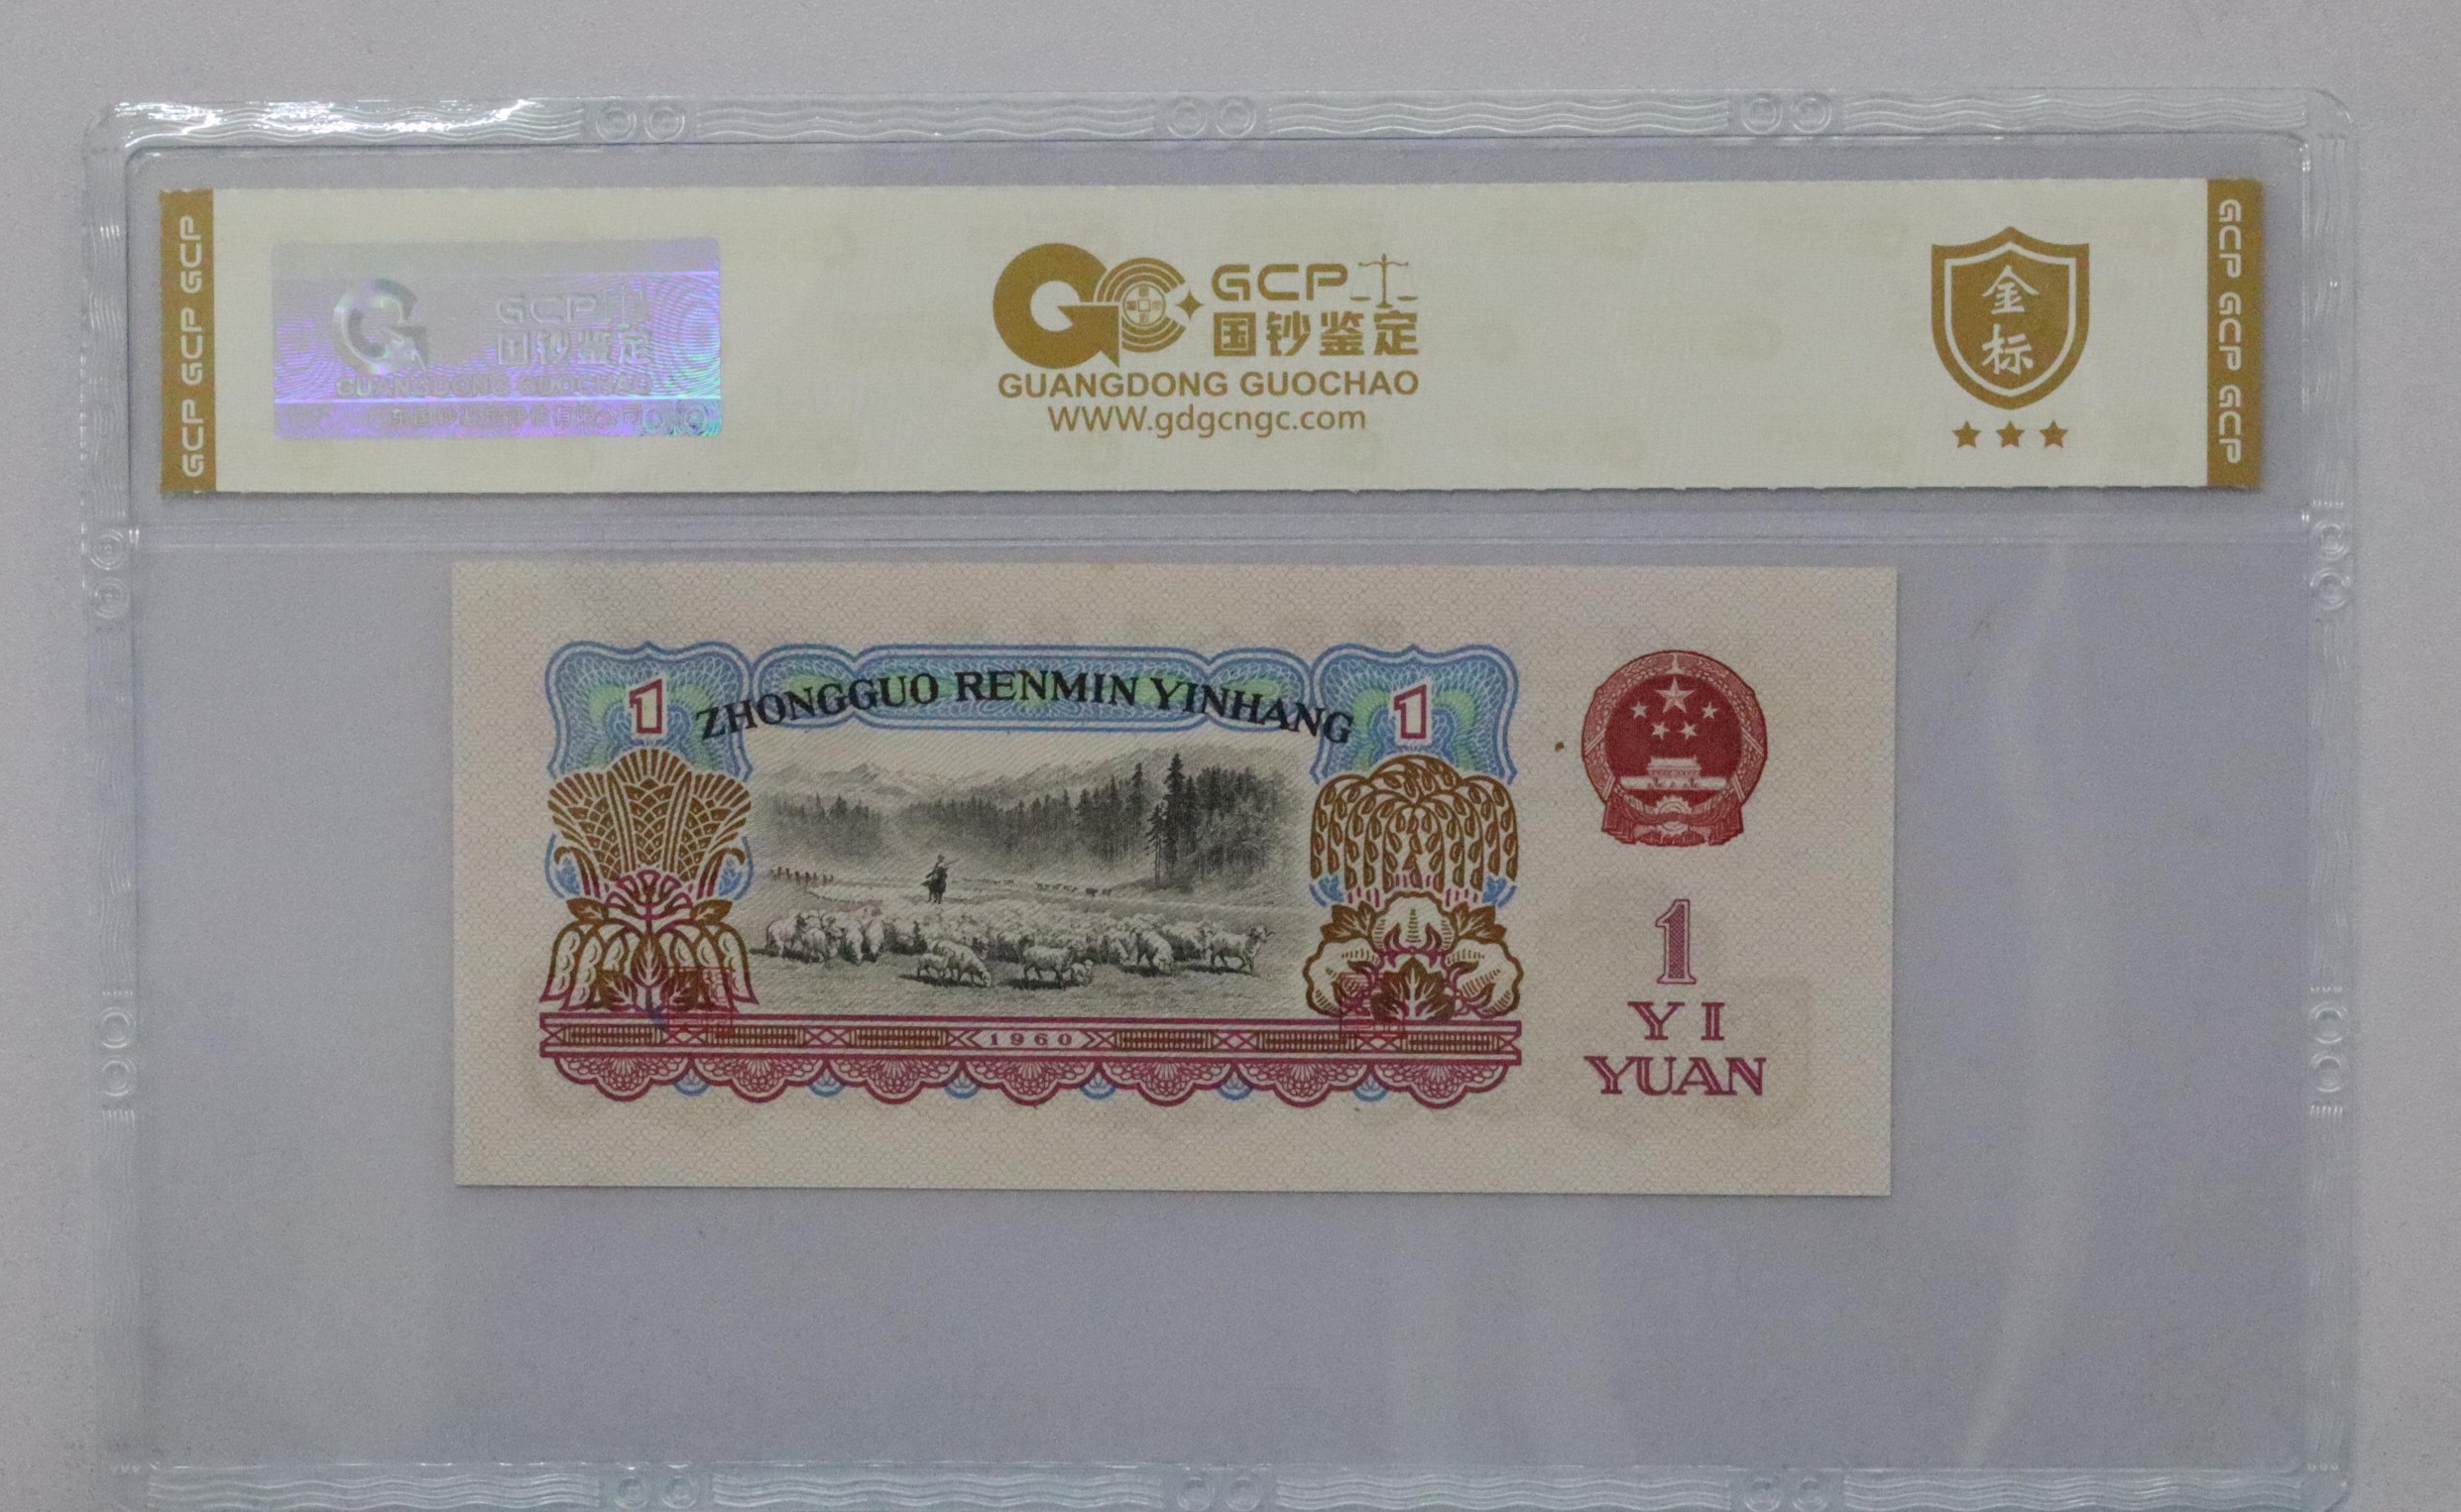 GCP GCP GCP
GCP
国钞鉴定
GUANGDONG GUOCHAO
GCP
国钞鉴定
GUANGDONG GUOCHAO
WWW.gdgcngc.com
金
标
GCP GCP GCP
ZHONGGUO RENMIN YINHANG
1
1
1960
1
YI
YUAN